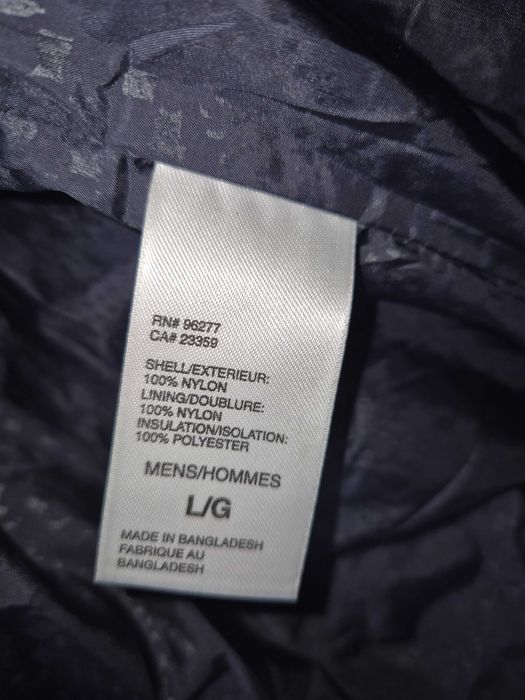 RN# 96277
CA# 23359
SHELL/EXTERIEUR:
100% NYLON
LINING/DOUBLURE:
100% NYLON
INSULATION/ISOLATION:
100% POLYESTER
MENS/HOMMES
L/G
MADE IN BANGLADESH
FABRIQUE AU
BANGLADESH